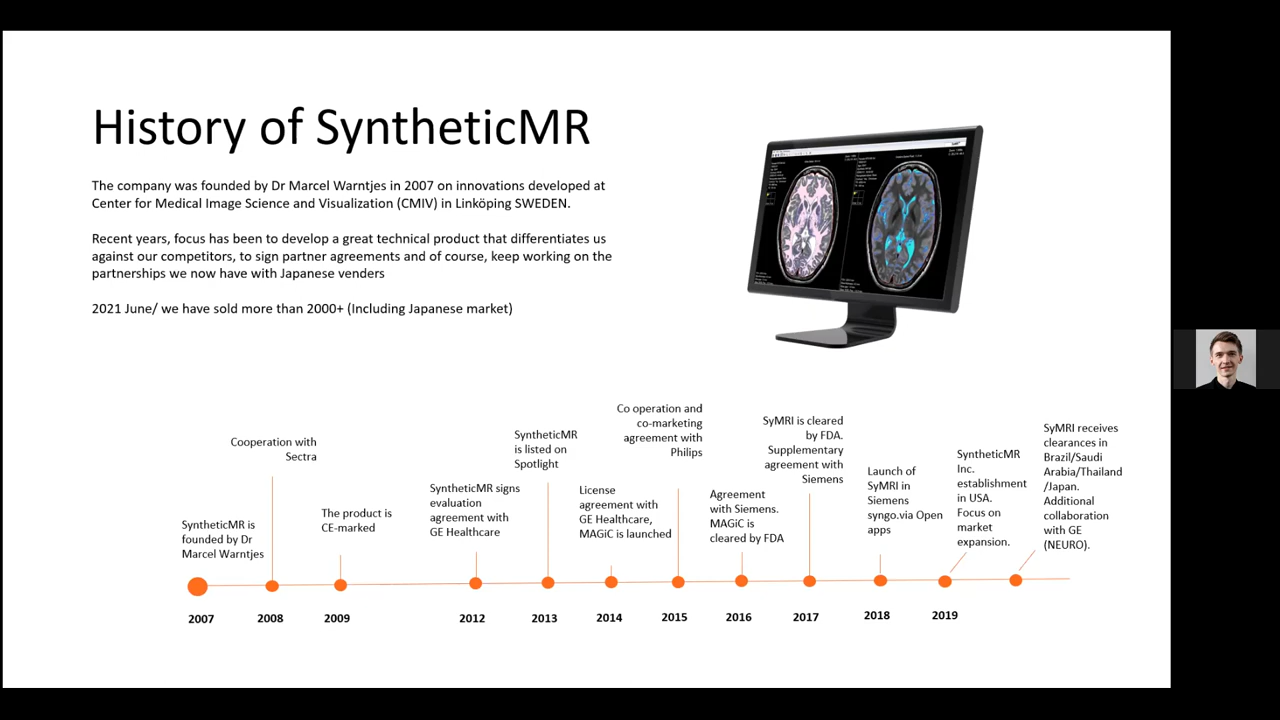 History of SyntheticMR
The company was founded by Dr Marcel Warntjes in 2007 on innovations developed at
Center for Medical Image Science and Visualization (CMIV) in Linköping SWEDEN.
Recent years, focus has been to develop a great technical product that differentiates us
against our competitors, to sign partner agreements and of course, keep working on the
partnerships we now have with Japanese venders
2021 June/ we have sold more than 2000+ (Including Japanese market)
SyntheticMR is
founded by Dr
Marcel Warntjes
Cooperation with
Sectra
The product is
CE-marked
SyntheticMR signs
evaluation
agreement with
GE Healthcare
SyntheticMR
is listed on
Spotlight
License
agreement with
GE Healthcare,
MAGiC is launched
Co operation and
co-marketing
agreement with
Philips
Agreement
with Siemens.
MAGiC is
cleared by FDA
SyMRI is cleared
by FDA.
Supplementary
agreement with
Siemens
Launch of
SyMRI in
Siemens
syngo.via Open
apps
SyntheticMR
Inc.
establishment
in USA.
Focus on
market
expansion.
SyMRI receives
clearances in
Brazil/Saudi
Arabia/Thailand
/Japan.
Additional
collaboration
with GE
(NEURO).
2007
2008
2009
2012
2013
2014
2015
2016
2017
2018
2019